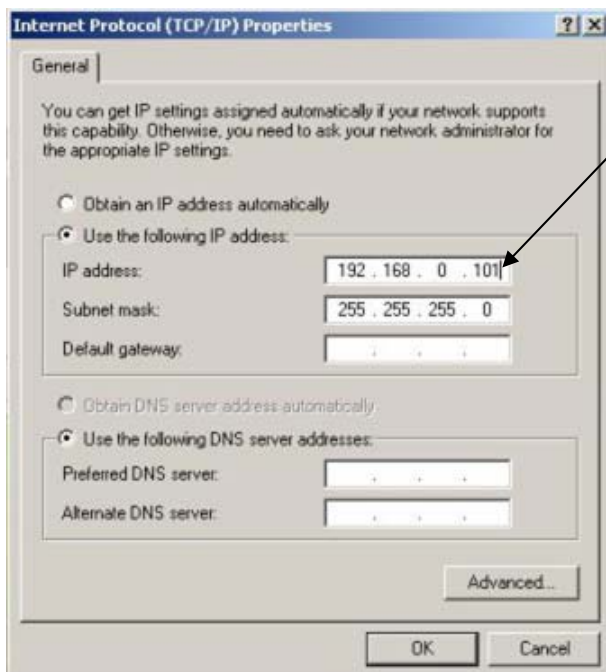 Internet Protocol (TCP/IP) Properties
General
You can get IP settings assigned automatically if your network supports
this capability. Otherwise, you need to ask your network administrator for
the appropriate IP settings.
Obtain an IP address automatically
Use the following IP address:
IP address: 192 . 168 . 0 . 101
Subnet mask: 255 . 255 . 255 . 0
Default gateway: . . .
Obtain DNS server address automatically
Use the following DNS server addresses:
Preferred DNS server: . . .
Alternate DNS server: . . .
Advanced...
OK Cancel